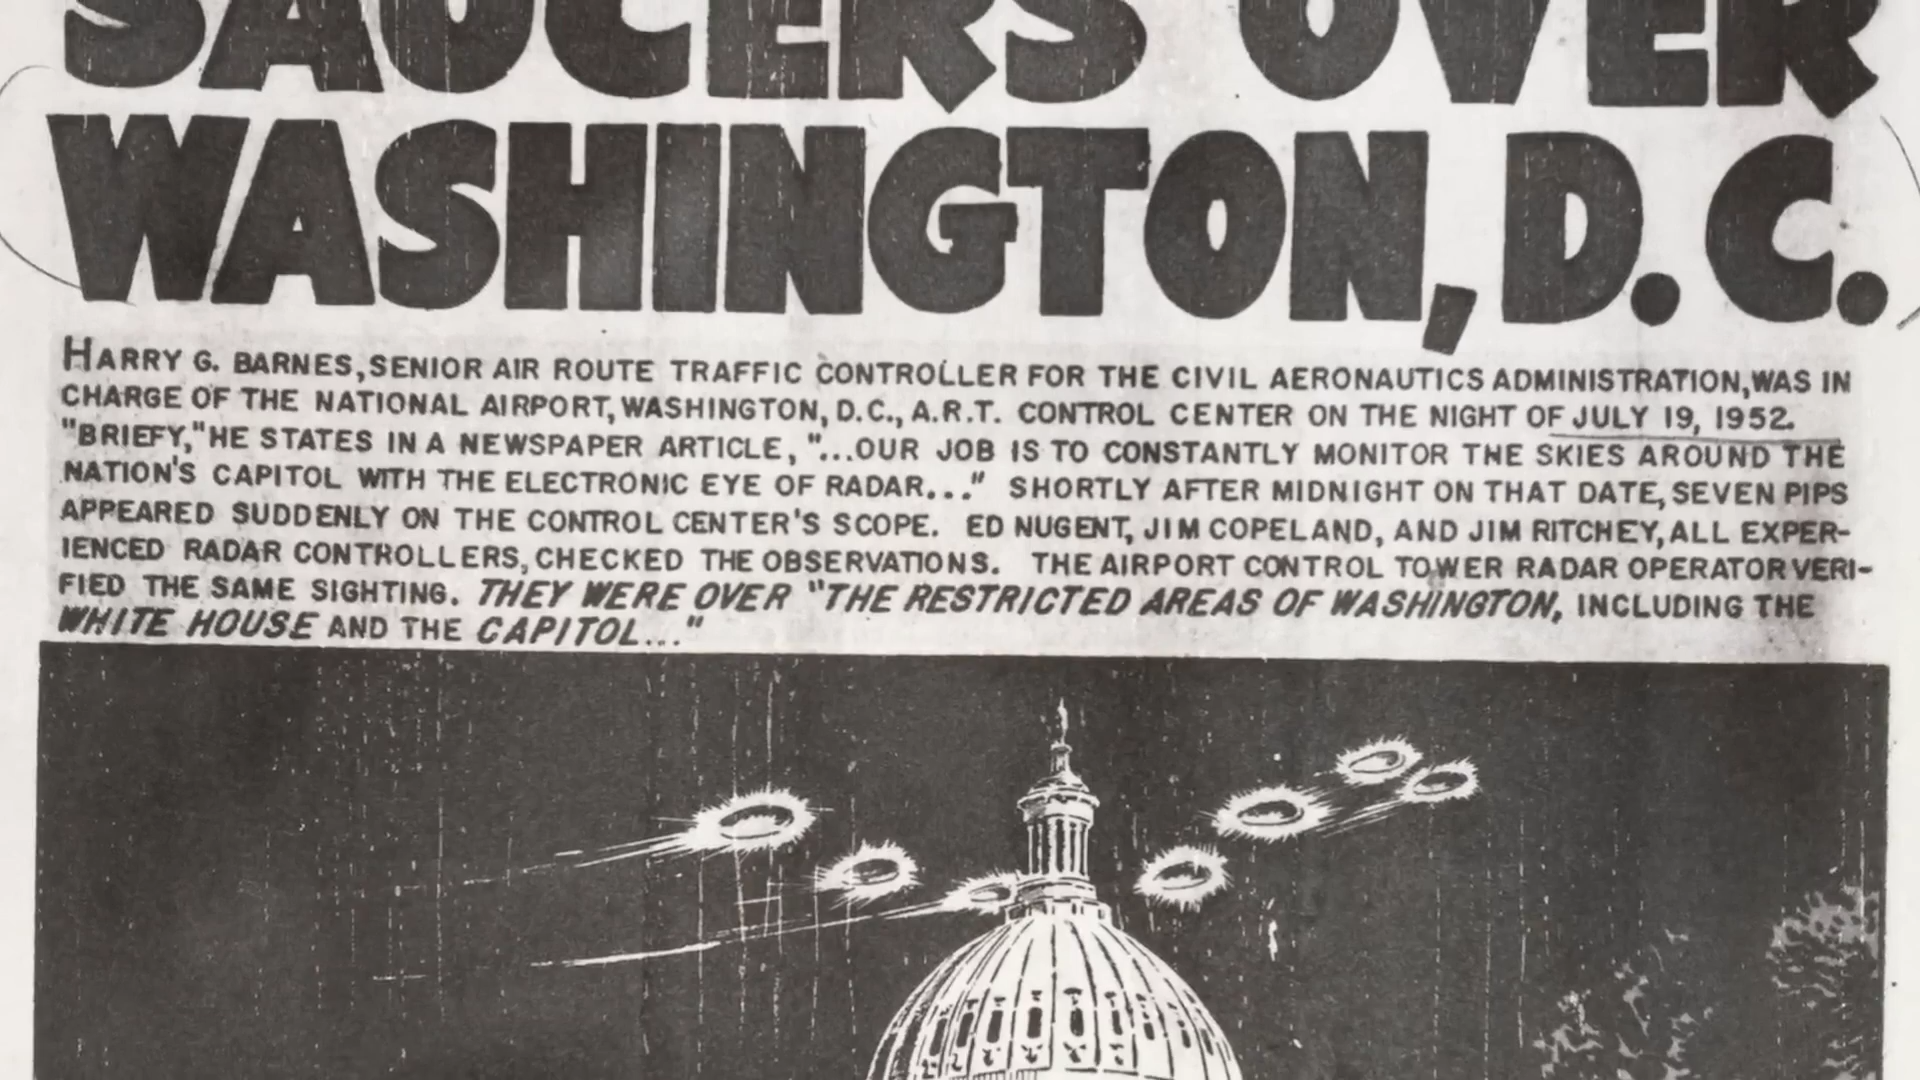 SAUCERS OVER
WASHINGTON, D.C.
HARRY G. BARNES, SENIOR AIR ROUTE TRAFFIC CONTROLLER FOR THE CIVIL AERONAUTICS ADMINISTRATION, WAS IN
CHARGE OF THE NATIONAL AIRPORT, WASHINGTON, D.C., A.R.T. CONTROL CENTER ON THE NIGHT OF JULY 19, 1952.
"BRIEFY," HE STATES IN A NEWSPAPER ARTICLE, "...OUR JOB IS TO CONSTANTLY MONITOR THE SKIES AROUND THE
NATION'S CAPITOL WITH THE ELECTRONIC EYE OF RADAR..." SHORTLY AFTER MIDNIGHT ON THAT DATE, SEVEN PIPS
APPEARED SUDDENLY ON THE CONTROL CENTER'S SCOPE. ED NUGENT, JIM COPELAND, AND JIM RITCHEY, ALL EXPER-
IENCED RADAR CONTROLLERS, CHECKED THE OBSERVATIONS. THE AIRPORT CONTROL TOWER RADAR OPERATOR VERI-
FIED THE SAME SIGHTING. THEY WERE OVER "THE RESTRICTED AREAS OF WASHINGTON, INCLUDING THE
WHITE HOUSE AND THE CAPITOL..."